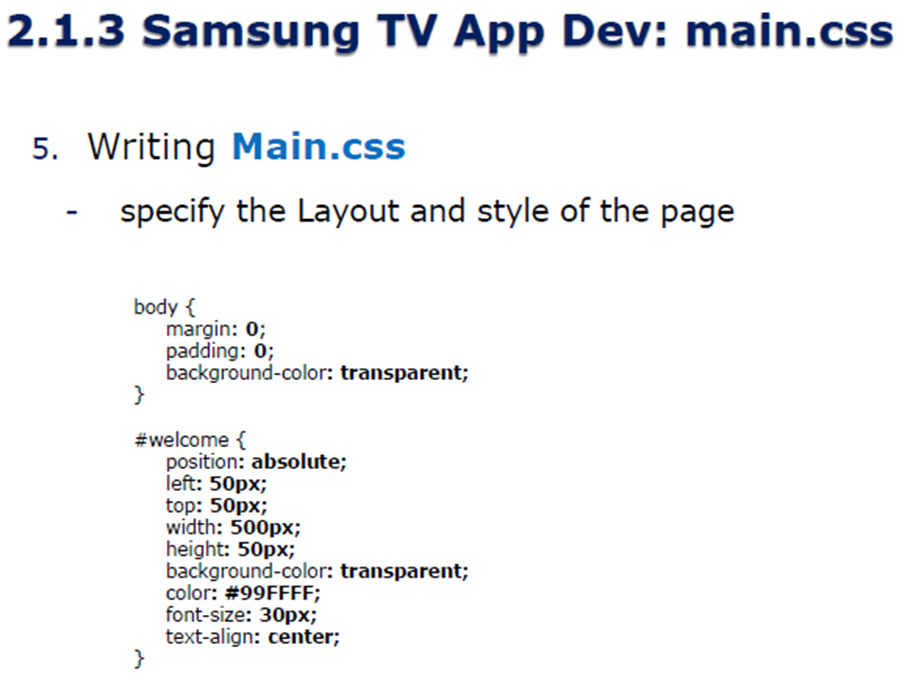 2.1.3 Samsung TV App Dev: main.css
5. Writing Main.css
- specify the Layout and style of the page
body {
margin: 0;
padding: 0;
background-color: transparent;
}
#welcome {
position: absolute;
left: 50px;
top: 50px;
width: 500px;
height: 50px;
background-color: transparent;
color: #99FFFF;
font-size: 30px;
text-align: center;
}